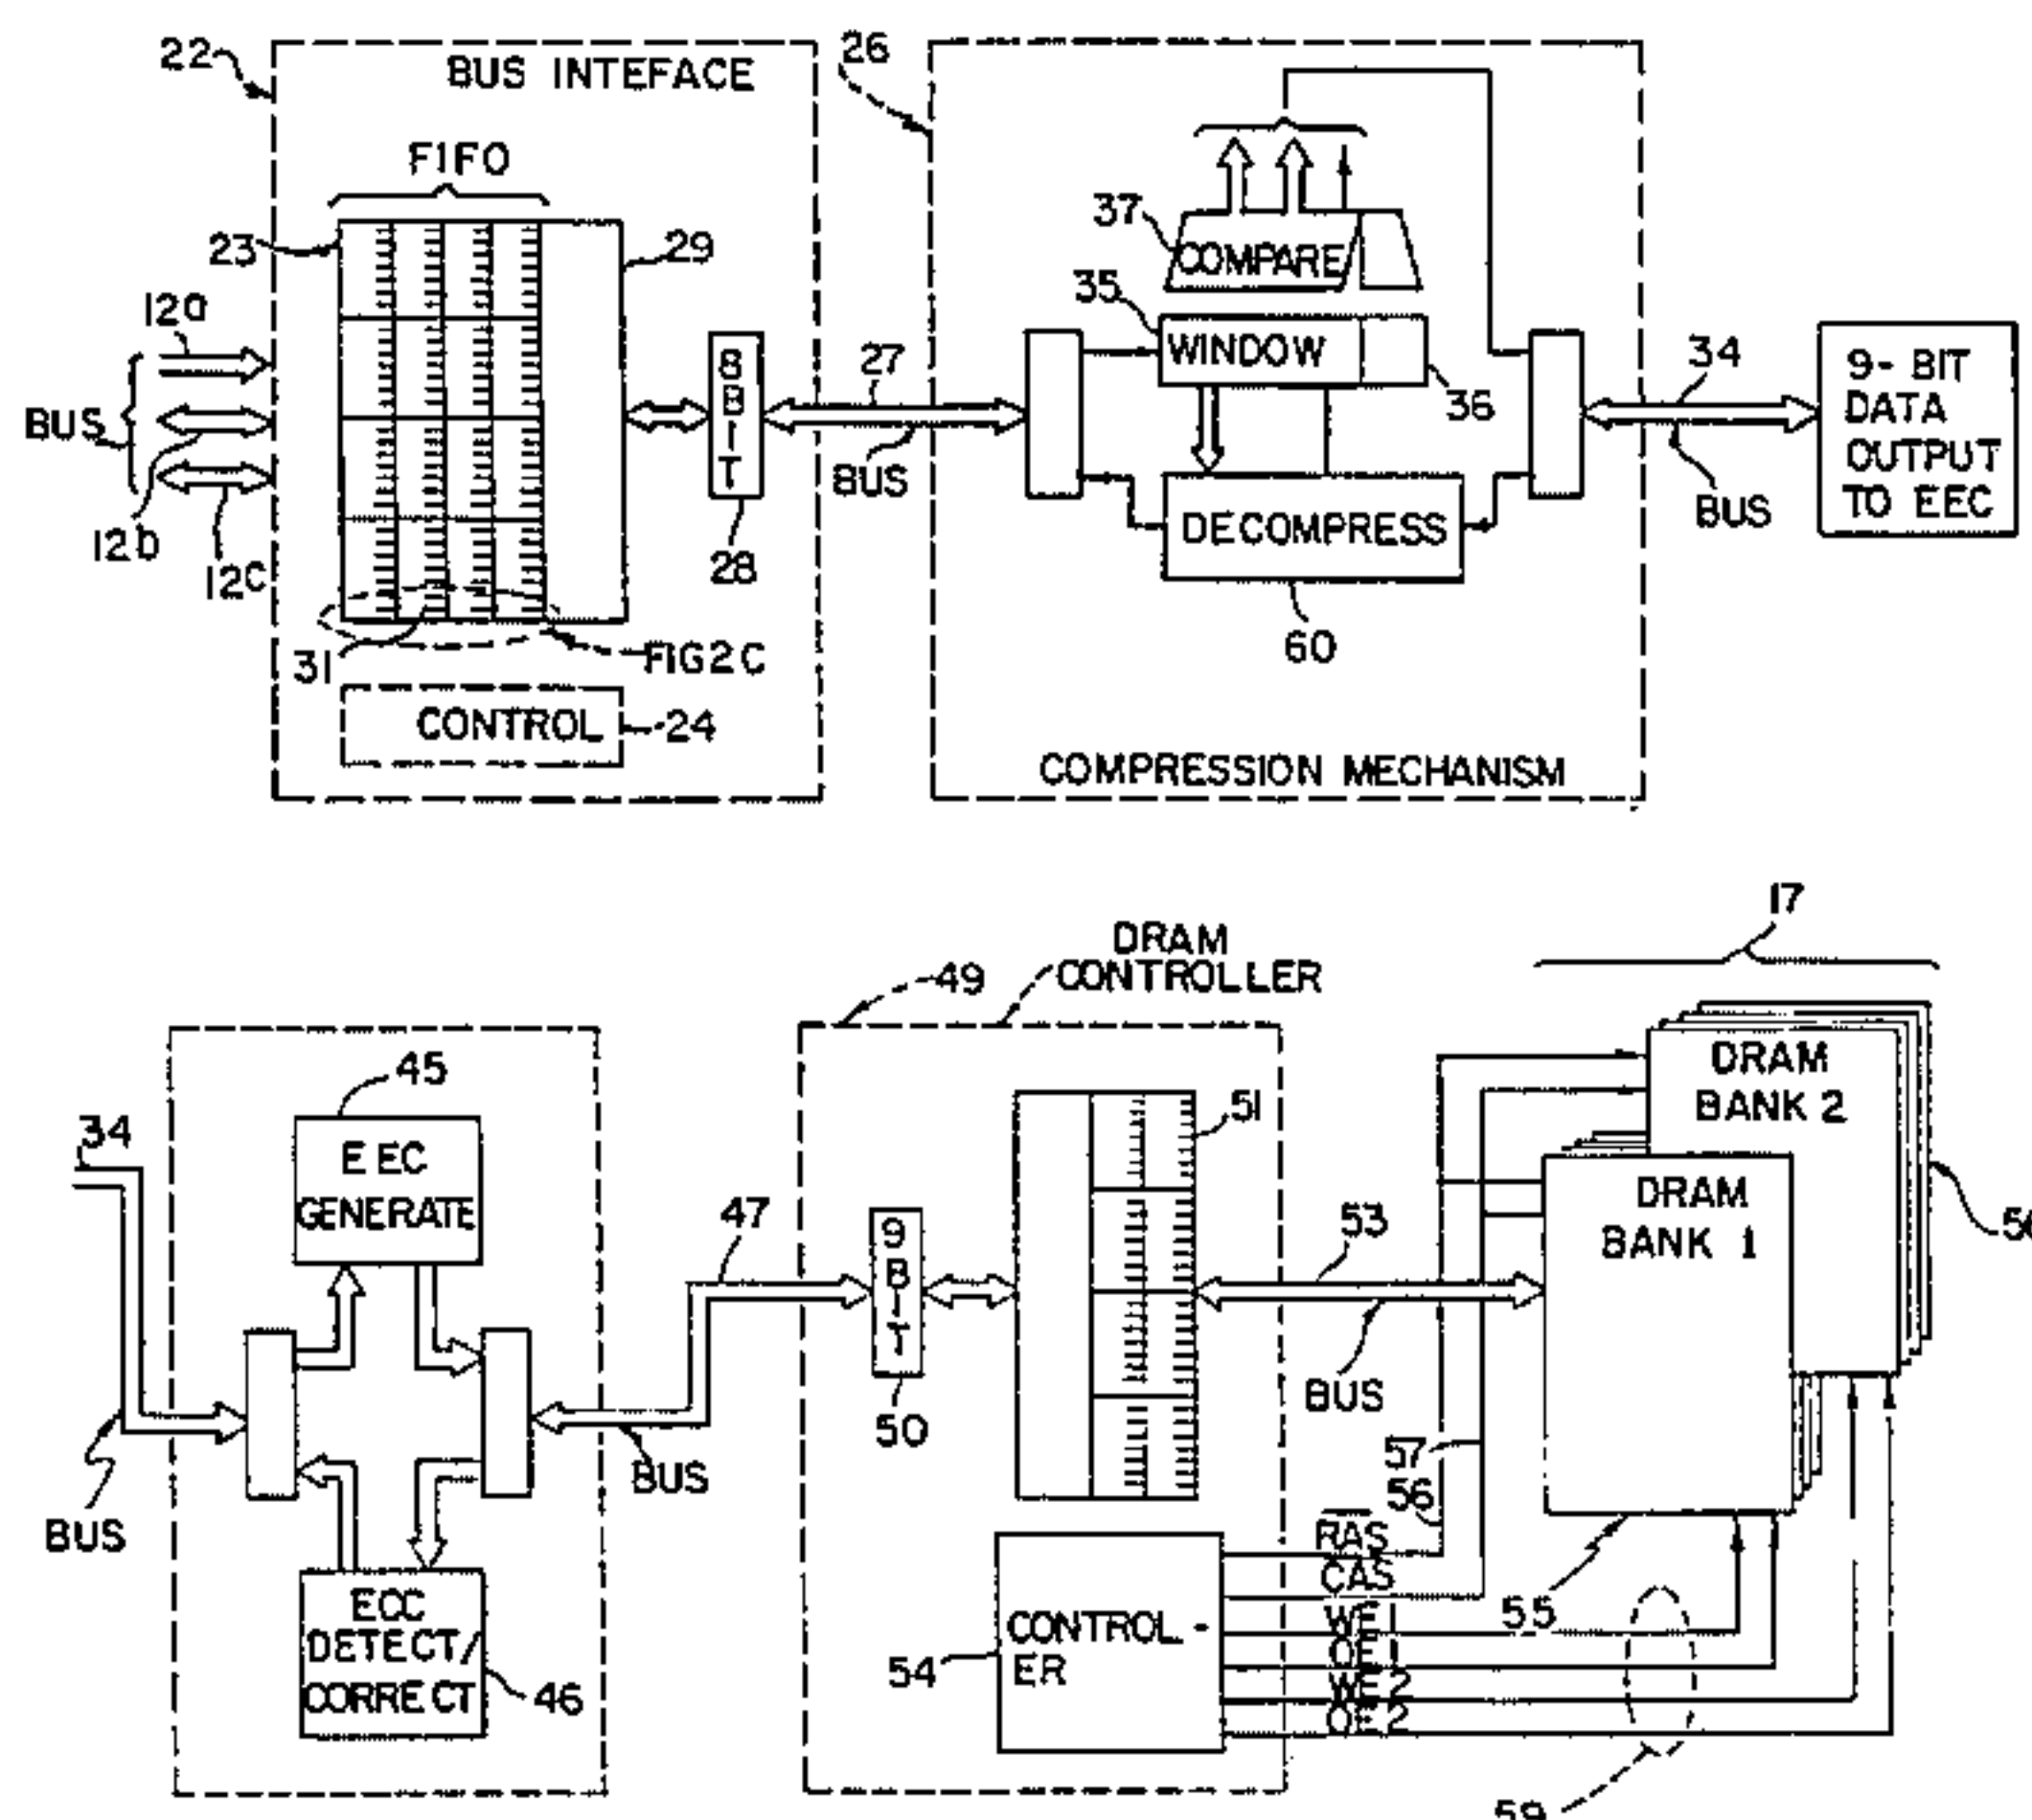 22
BUS INTEFACE
26
FIFO
23
29
37
COMPARE
35
12a
8 BIT
27
WINDOW
36
34
9-BIT
DATA
OUTPUT
TO EEC
BUS
12b
12c
28
BUS
DECOMPRESS
BUS
31
FIG2C
60
CONTROL
24
COMPRESSION MECHANISM
17
DRAM
CONTROLLER
49
45
DRAM
BANK 2
34
EEC
GENERATE
51
DRAM
BANK 1
47
9 BIT
53
BUS
50
BUS
BUS
57
56
RAS
CAS
WE1
OE1
WE2
OE2
55
ECC
DETECT/
CORRECT
46
54
CONTROL-
ER
59